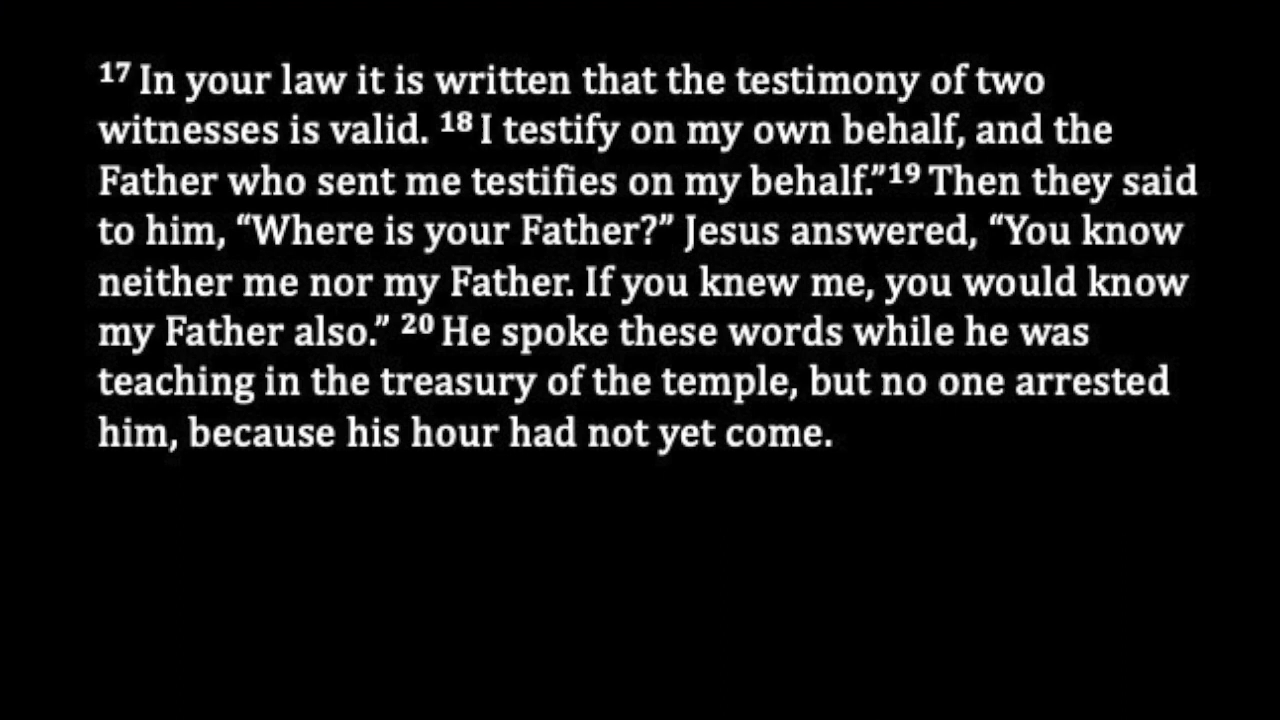 17 In your law it is written that the testimony of two
witnesses is valid. 18 I testify on my own behalf, and the
Father who sent me testifies on my behalf.”19 Then they said
to him, “Where is your Father?” Jesus answered, “You know
neither me nor my Father. If you knew me, you would know
my Father also.” 20 He spoke these words while he was
teaching in the treasury of the temple, but no one arrested
him, because his hour had not yet come.